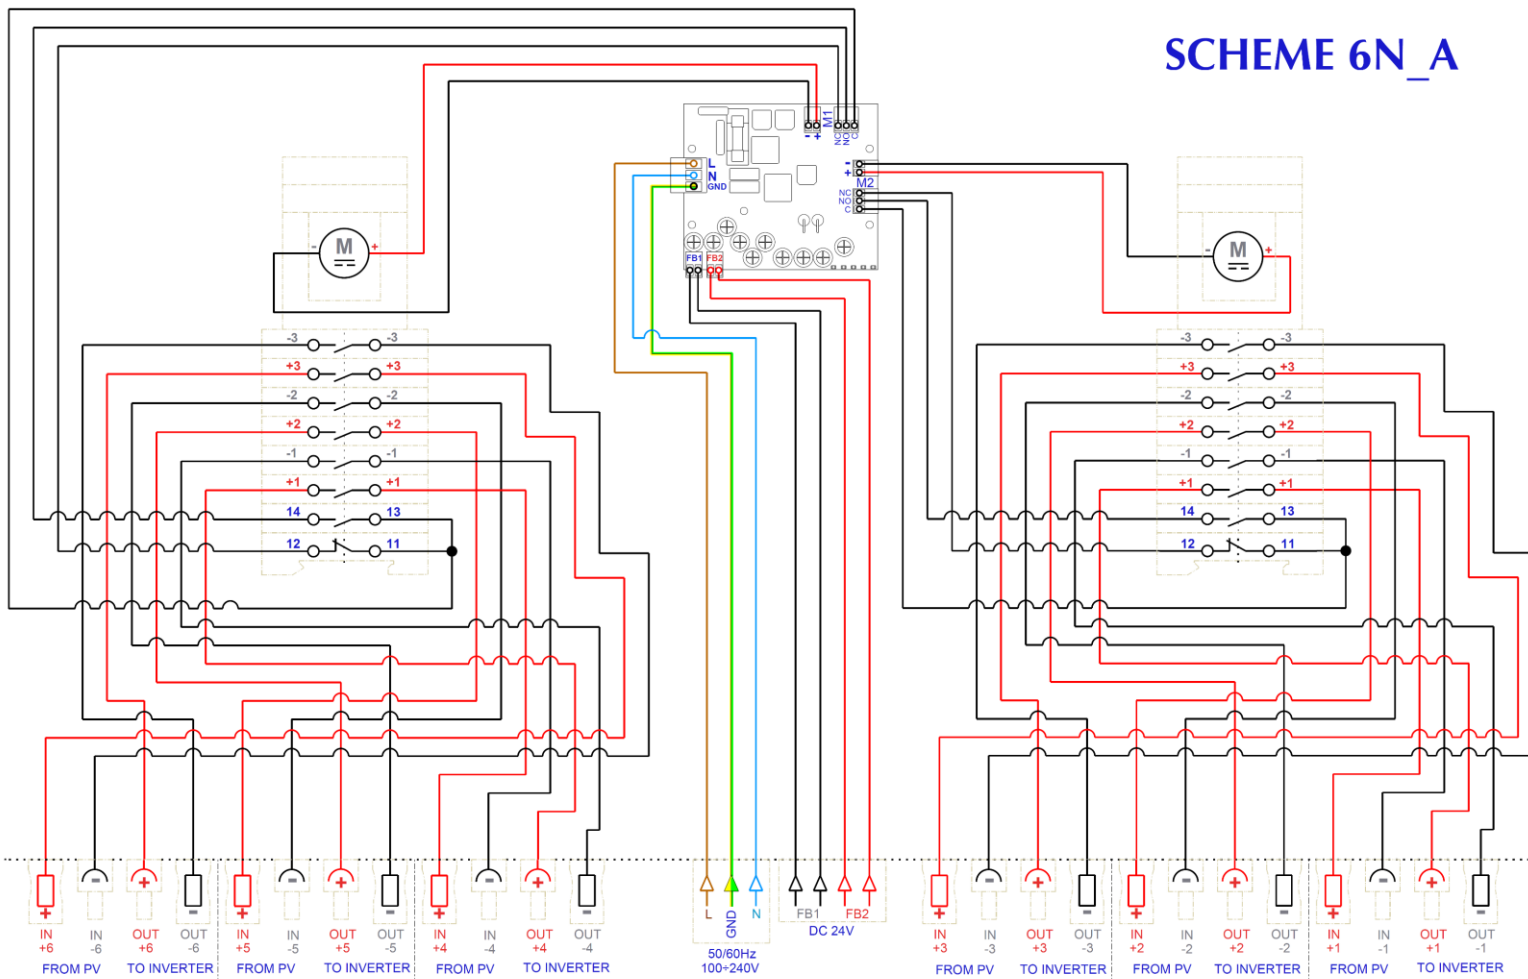 SCHEME 6N_A
M1
- +
NC
NO
C
L
N
GND
-
+
M2
NC
NO
C
FB1 FB2
- M +
- M +
-3 -3
+3 +3
-2 -2
+2 +2
-1 -1
+1 +1
14 13
12 11
-3 -3
+3 +3
-2 -2
+2 +2
-1 -1
+1 +1
14 13
12 11
+ - + - + - + - + - + -
L GND N FB1 FB2
+ - + - + - + - + - + -
IN +6
IN -6
OUT +6
OUT -6
IN +5
IN -5
OUT +5
OUT -5
IN +4
IN -4
OUT +4
OUT -4
FROM PV TO INVERTER FROM PV TO INVERTER FROM PV TO INVERTER
50/60Hz
100÷240V
DC 24V
IN +3
IN -3
OUT +3
OUT -3
IN +2
IN -2
OUT +2
OUT -2
IN +1
IN -1
OUT +1
OUT -1
FROM PV TO INVERTER FROM PV TO INVERTER FROM PV TO INVERTER